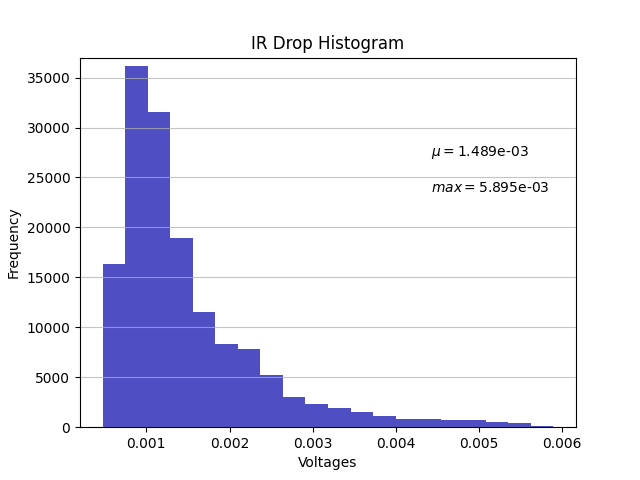 IR Drop Histogram
35000
30000
25000
20000
15000
10000
5000
0
Frequency
μ = 1.489e-03
max = 5.895e-03
0.001 0.002 0.003 0.004 0.005 0.006
Voltages